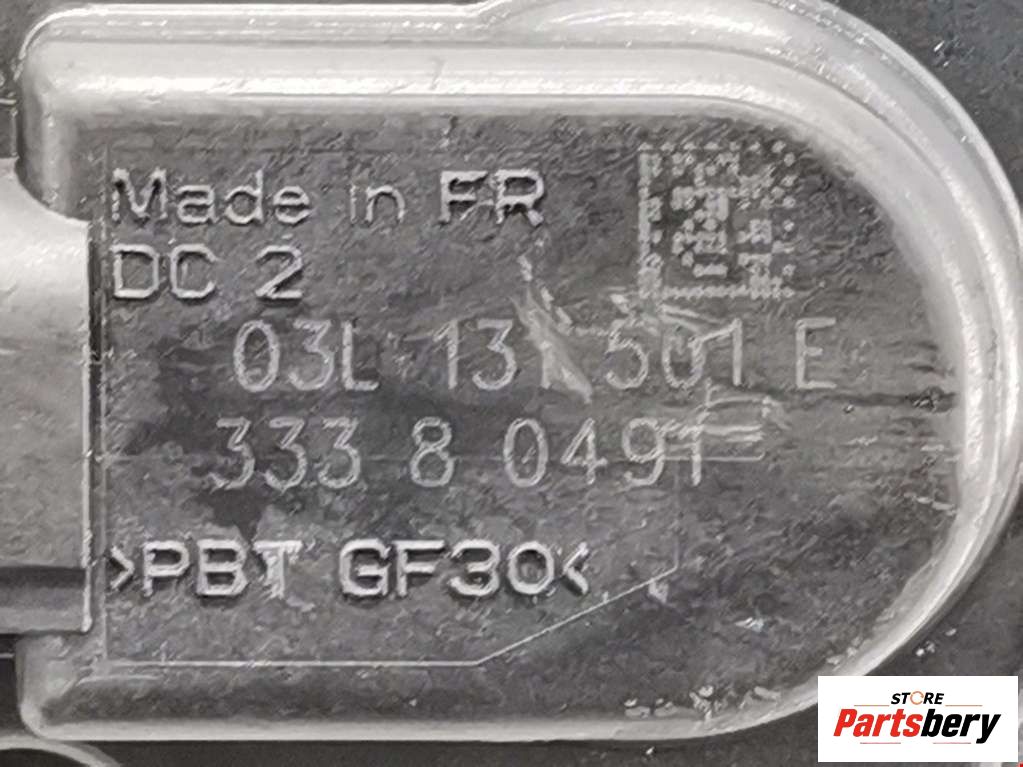 Made in FR
DC 2
03L 131 501 E
333 8 0491
>PBT GF30<
STORE
Partsbery